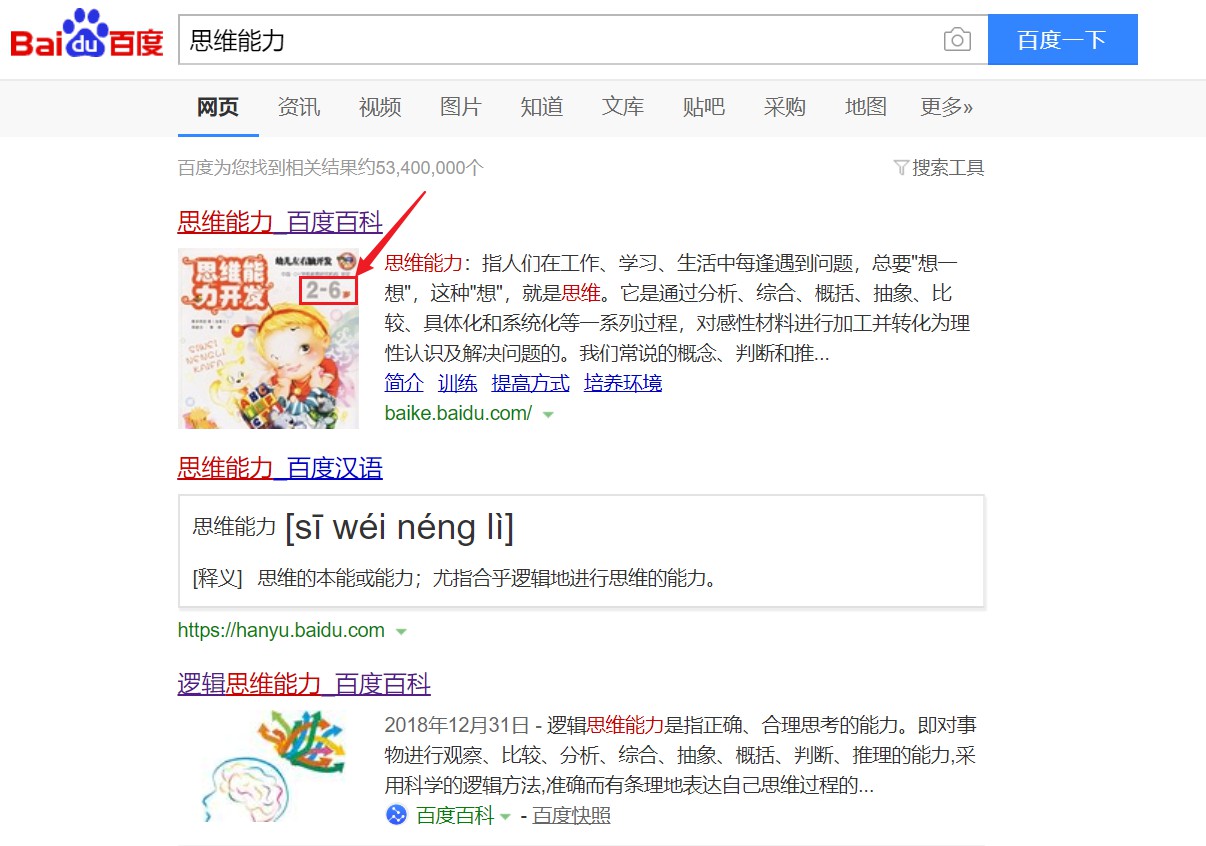 Bai du 百度
思维能力
百度一下
网页 资讯 视频 图片 知道 文库 贴吧 采购 地图 更多»
百度为您找到相关结果约53,400,000个
搜索工具
思维能力_百度百科
幼儿左右脑开发
思维能
力开发
2-6岁
SIWEI
NENGLI
KAIFA
思维能力：指人们在工作、学习、生活中每逢遇到问题，总要"想一
想"，这种"想"，就是思维。它是通过分析、综合、概括、抽象、比
较、具体化和系统化等一系列过程，对感性材料进行加工并转化为理
性认识及解决问题的。我们常说的概念、判断和推...
简介 训练 提高方式 培养环境
baike.baidu.com/
思维能力_百度汉语
思维能力 [sī wéi néng lì]
[释义] 思维的本能或能力；尤指合乎逻辑地进行思维的能力。
https://hanyu.baidu.com
逻辑思维能力_百度百科
2018年12月31日 - 逻辑思维能力是指正确、合理思考的能力。即对事
物进行观察、比较、分析、综合、抽象、概括、判断、推理的能力,采
用科学的逻辑方法,准确而有条理地表达自己思维过程的...
百度百科 - 百度快照